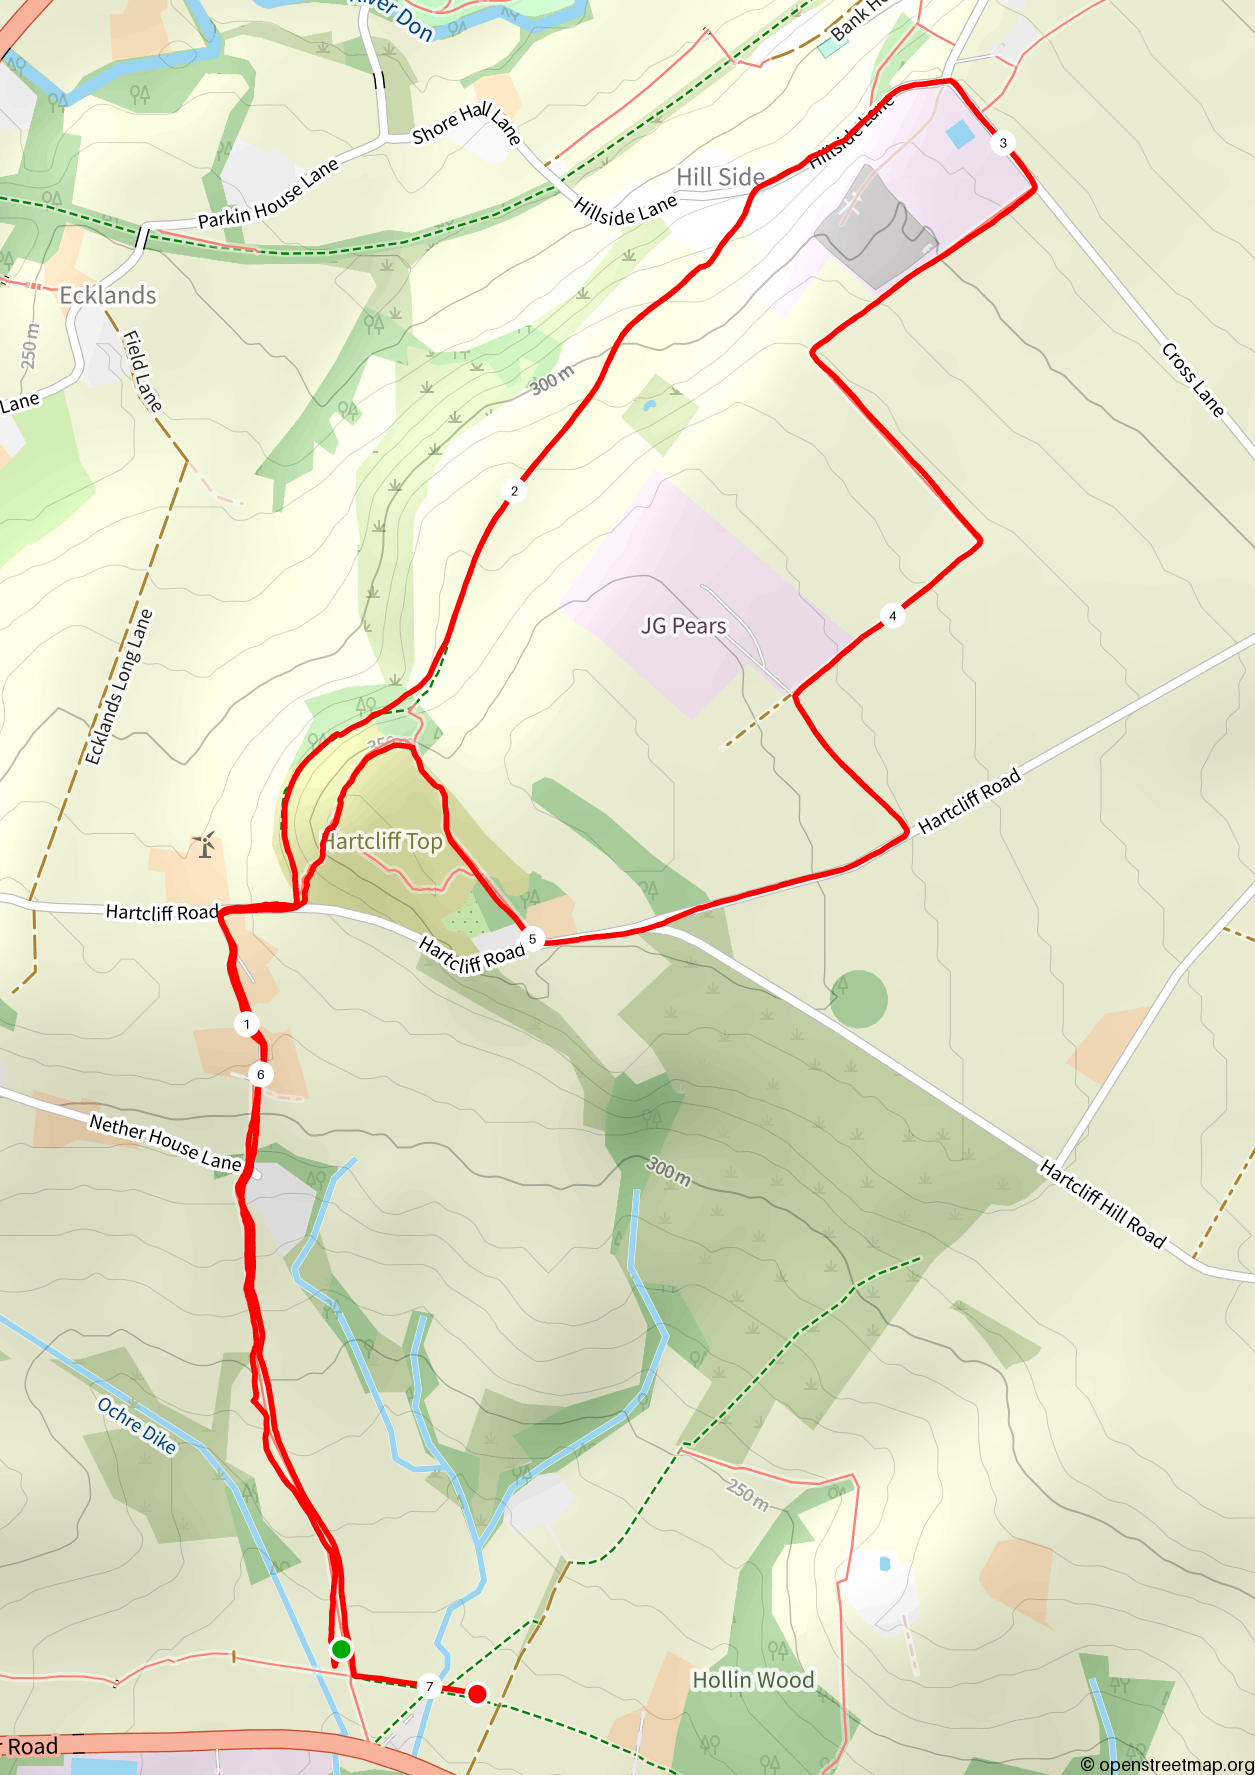 River Don
Bank Ho
Shore Hall Lane
Hillside Lane
3
Parkin House Lane
Hill Side
Hillside Lane
Ecklands
250 m
Field Lane
Cross Lane
300 m
Lane
2
4
JG Pears
Ecklands Long Lane
350 m
Hartcliff Road
Hartcliff Top
Hartcliff Road
5
Hartcliff Road
1
6
Nether House Lane
300 m
Hartcliff Hill Road
Ochre Dike
250 m
Hollin Wood
7
r Road
© openstreetmap.org